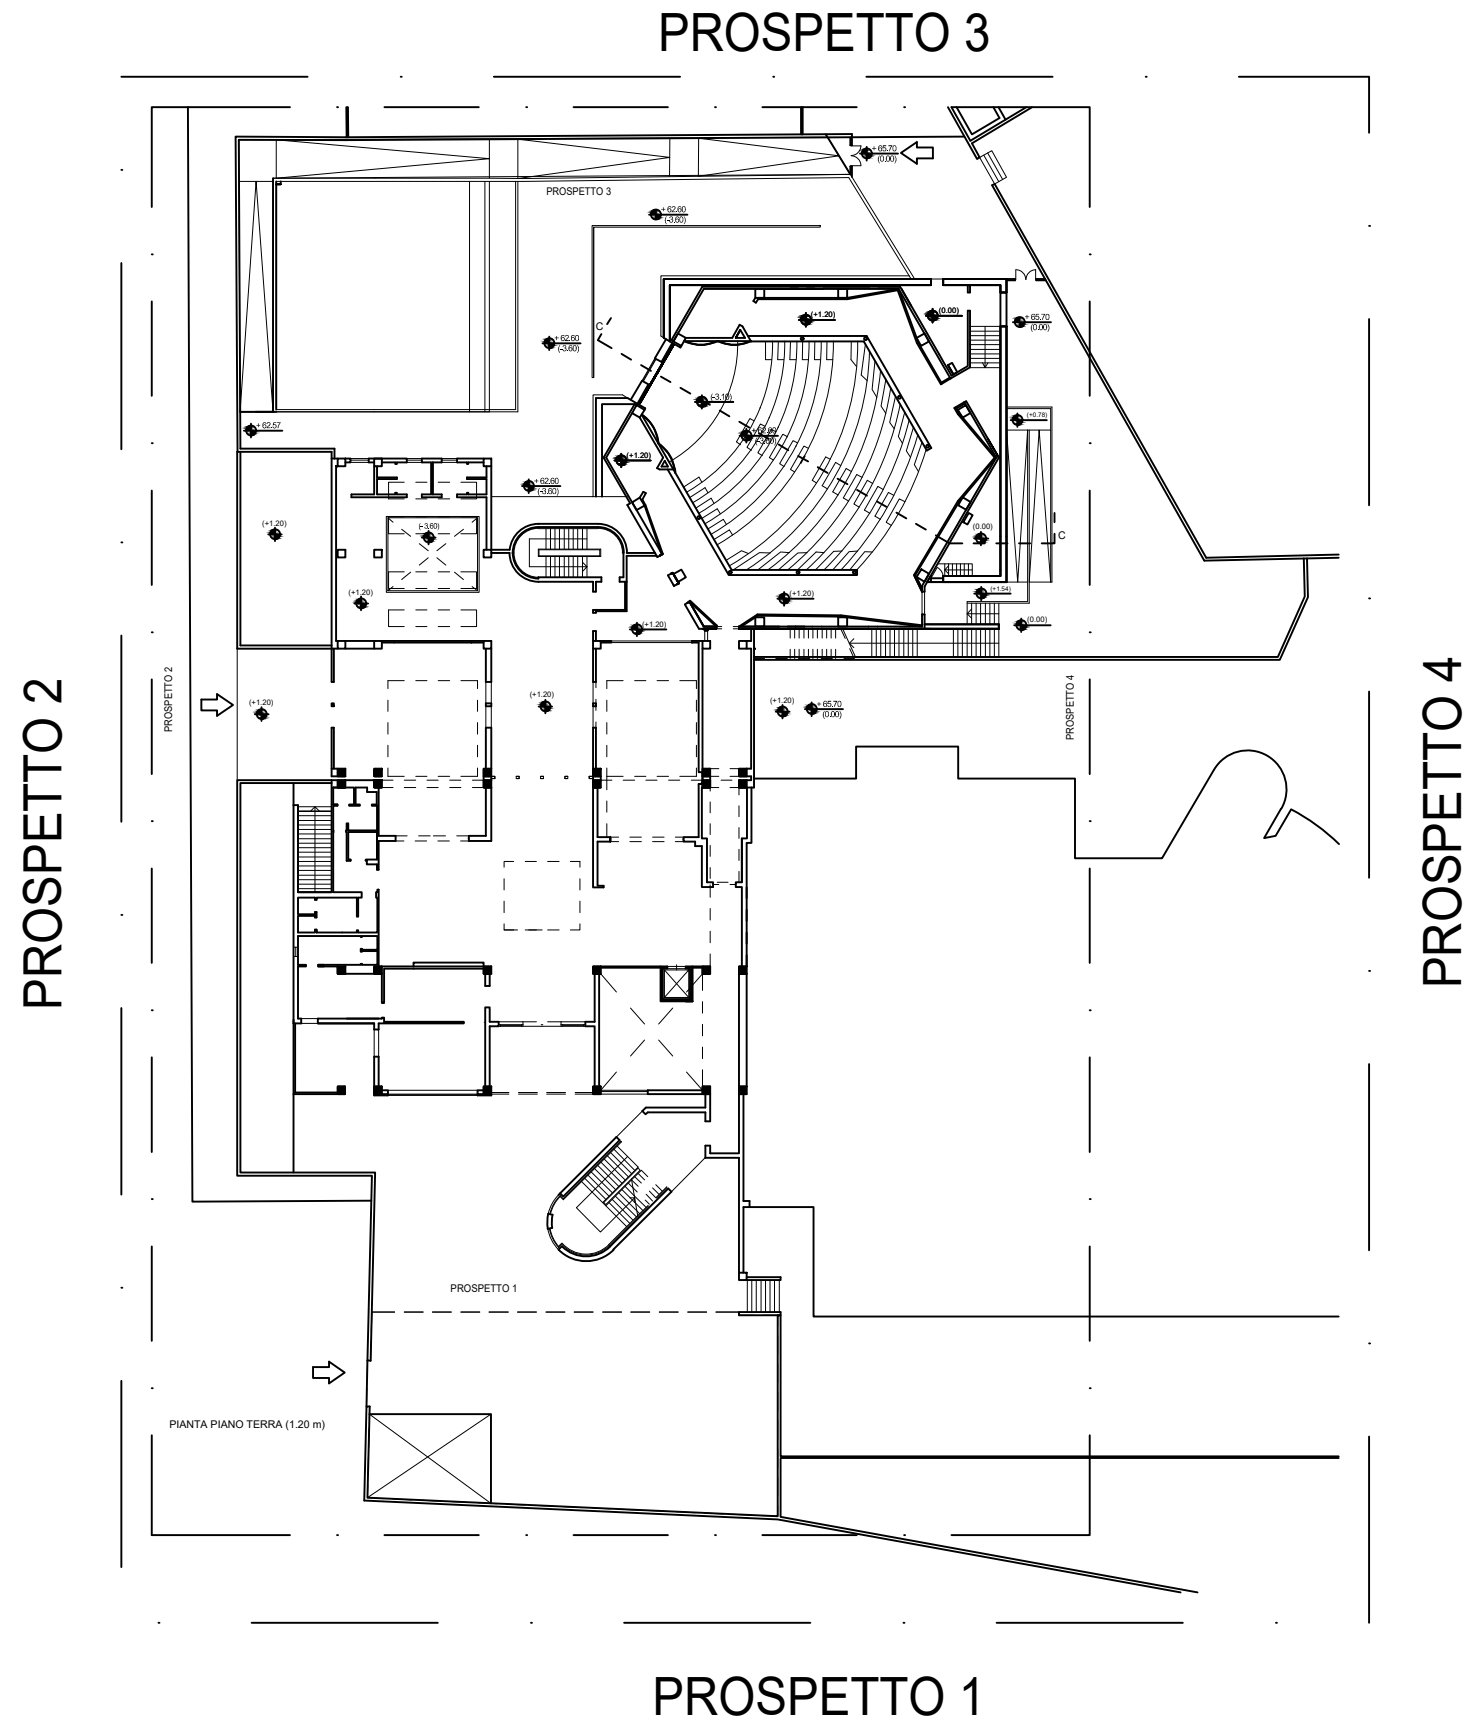 PROSPETTO 3
+ 65.70
(0.00)
PROSPETTO 3
+ 62.60
(-3.60)
(+1.20)
(0.00)
+ 65.70
(0.00)
C
+ 62.60
(-3.60)
(-3.10)
(+0.78)
+ 62.57
(+1.20)
+ 62.60
(-3.60)
(+1.20)
(-3.60)
(0.00)
C
(+1.20)
(+1.20)
(+1.54)
(+1.20)
(0.00)
PROSPETTO 2
PROSPETTO 2
(+1.20)
(+1.20)
(+1.20)
+ 65.70
(0.00)
PROSPETTO 4
PROSPETTO 4
PROSPETTO 1
PIANTA PIANO TERRA (1.20 m)
PROSPETTO 1